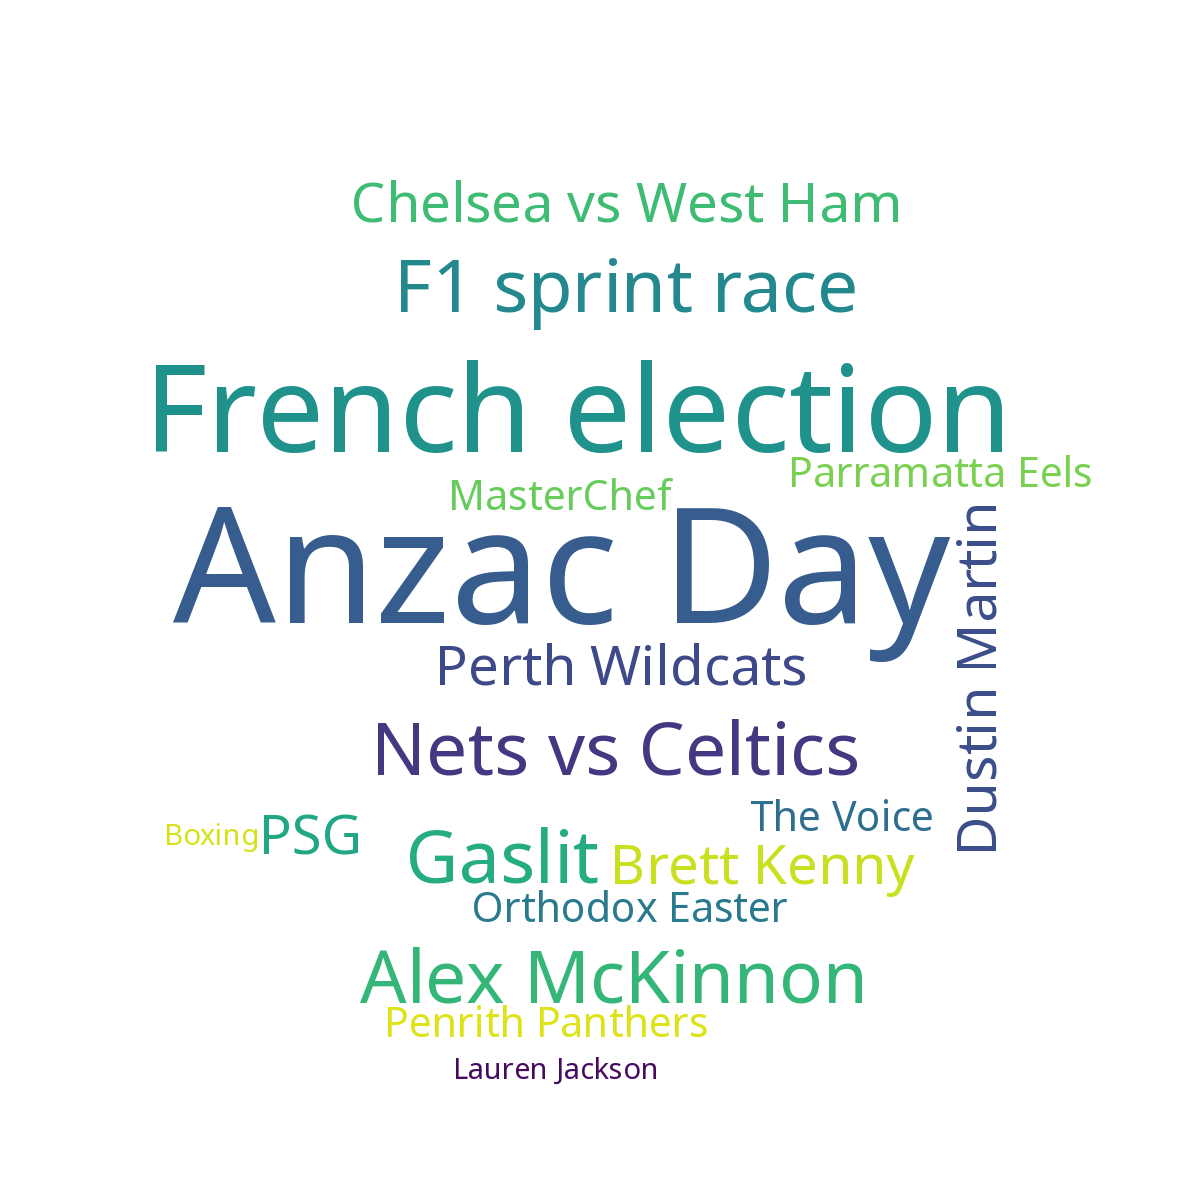 Chelsea vs West Ham
F1 sprint race
French election
Parramatta Eels
MasterChef
Anzac Day
Dustin Martin
Perth Wildcats
Nets vs Celtics
The Voice
Boxing
PSG
Gaslit
Brett Kenny
Orthodox Easter
Alex McKinnon
Penrith Panthers
Lauren Jackson